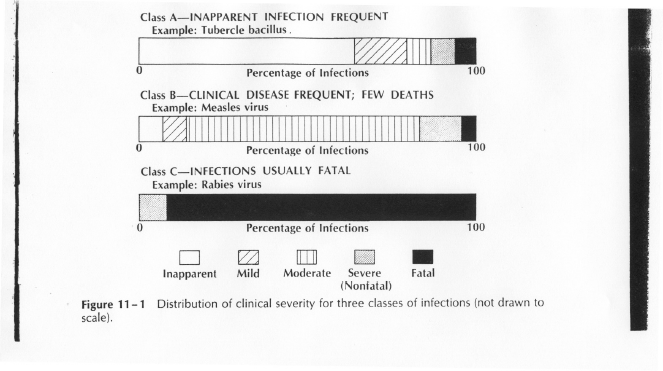 Class A—INAPPARENT INFECTION FREQUENT
Example: Tubercle bacillus.
0 Percentage of Infections 100
Class B—CLINICAL DISEASE FREQUENT; FEW DEATHS
Example: Measles virus
0 Percentage of Infections 100
Class C—INFECTIONS USUALLY FATAL
Example: Rabies virus
0 Percentage of Infections 100
Inapparent Mild Moderate Severe Fatal
(Nonfatal)
Figure 11–1 Distribution of clinical severity for three classes of infections (not drawn to
scale).